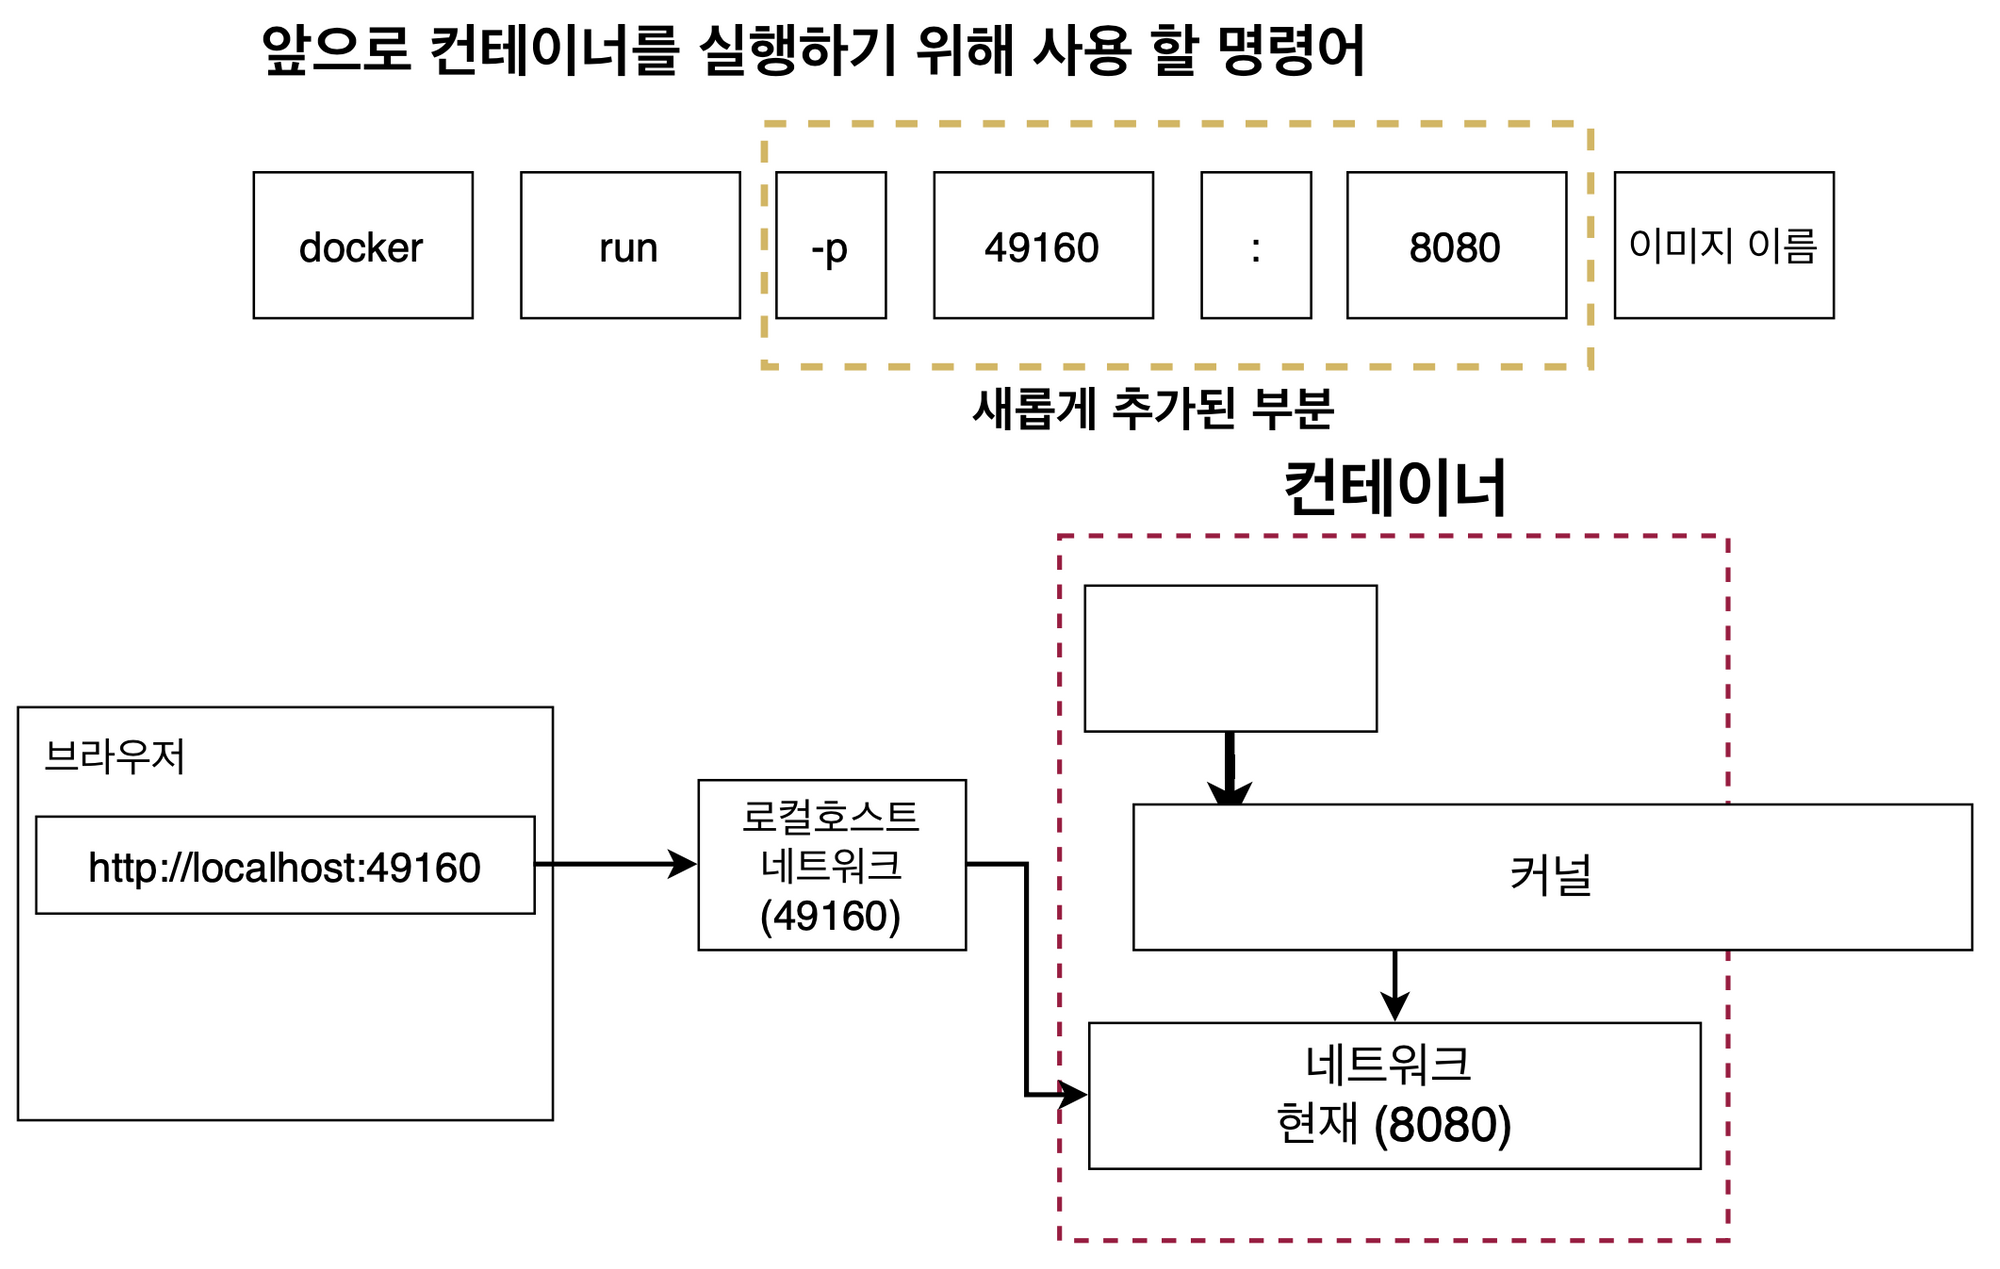 앞으로 컨테이너를 실행하기 위해 사용 할 명령어
docker run -p 49160 : 8080 이미지 이름
새롭게 추가된 부분
컨테이너
브라우저
http://localhost:49160
로컬호스트
네트워크
(49160)
커널
네트워크
현재 (8080)